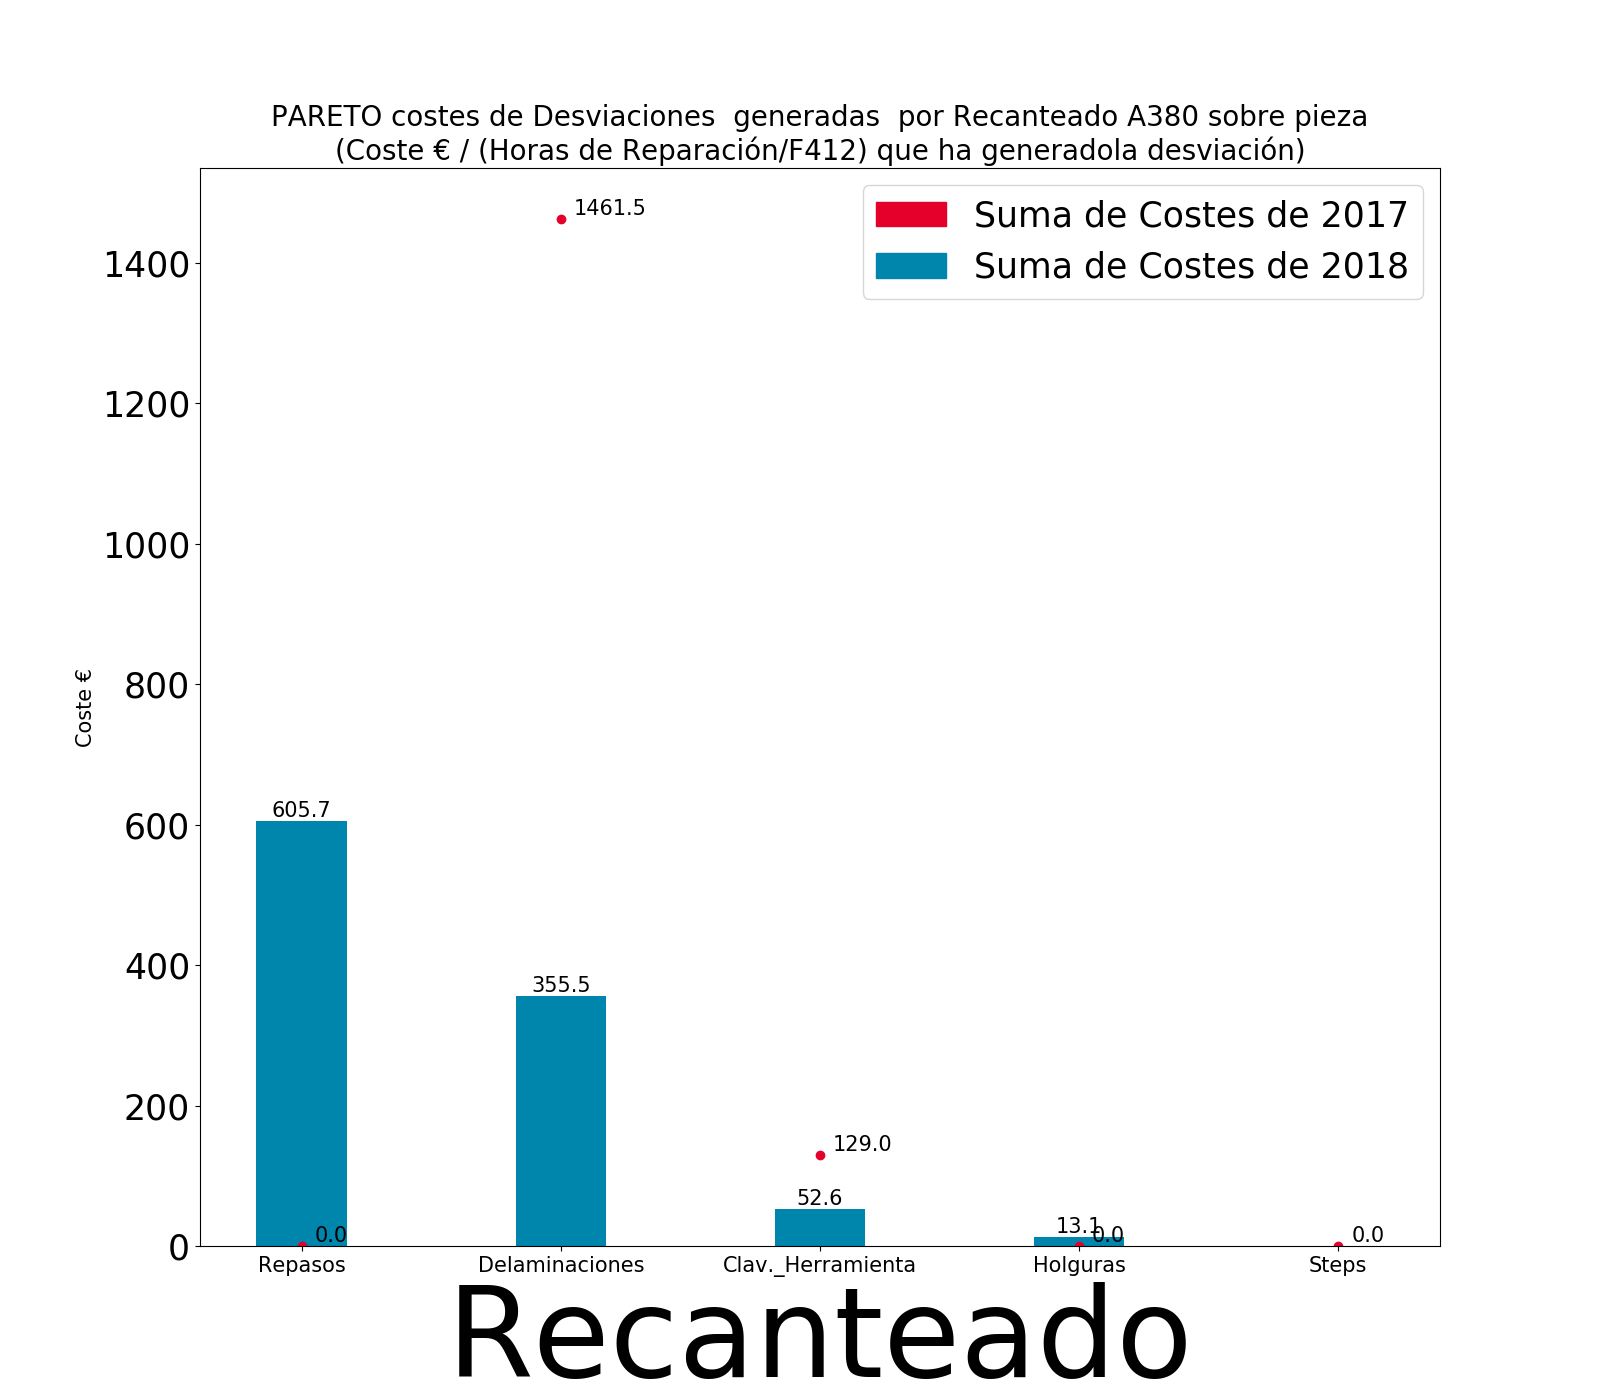 PARETO costes de Desviaciones  generadas  por Recanteado A380 sobre pieza
(Coste € / (Horas de Reparación/F412) que ha generadola desviación)
Suma de Costes de 2017
Suma de Costes de 2018
1461.5
1400
1200
1000
800
600
400
200
0
Coste €
605.7
0.0
355.5
129.0
52.6
13.1
0.0
0.0
Repasos
Delaminaciones
Clav._Herramienta
Holguras
Steps
Recanteado